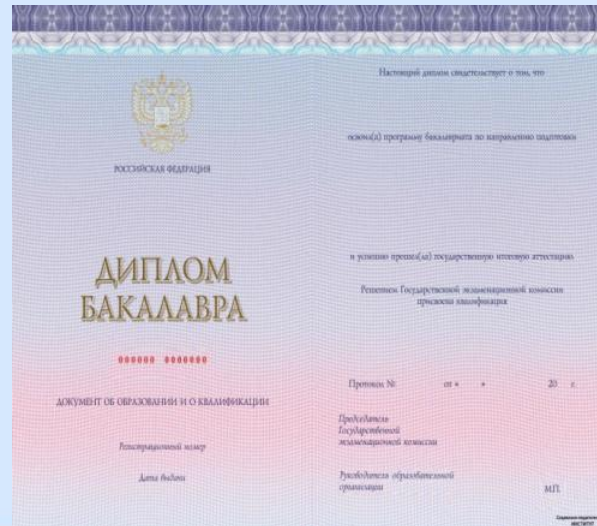 РОССИЙСКАЯ ФЕДЕРАЦИЯ
ДИПЛОМ
БАКАЛАВРА
000000 0000000
ДОКУМЕНТ ОБ ОБРАЗОВАНИИ И О КВАЛИФИКАЦИИ
Регистрационный номер
Дата выдачи
Настоящий диплом свидетельствует о том, что
освоил(а) программу бакалавриата по направлению подготовки
и успешно прошел(ла) государственную итоговую аттестацию
Решением Государственной экзаменационной комиссии
присвоена квалификация
Протокол № от « » 20 г.
Председатель
Государственной
экзаменационной комиссии
Руководитель образовательной
организации М.П.